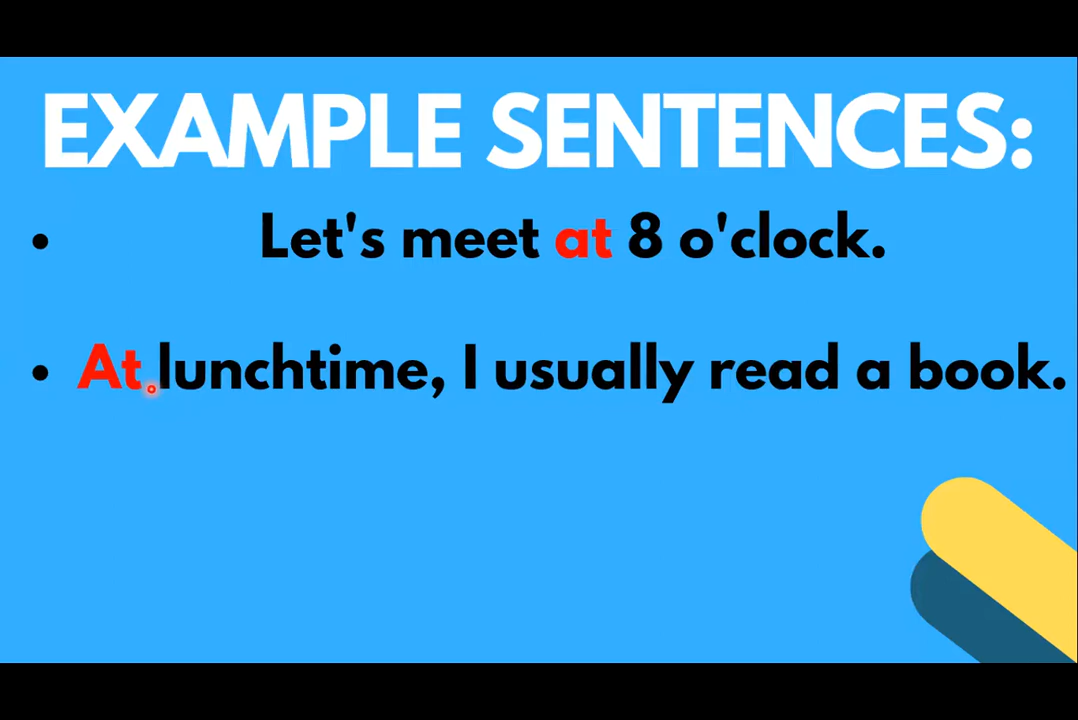 EXAMPLE SENTENCES:
• Let's meet at 8 o'clock.
• At lunchtime, I usually read a book.